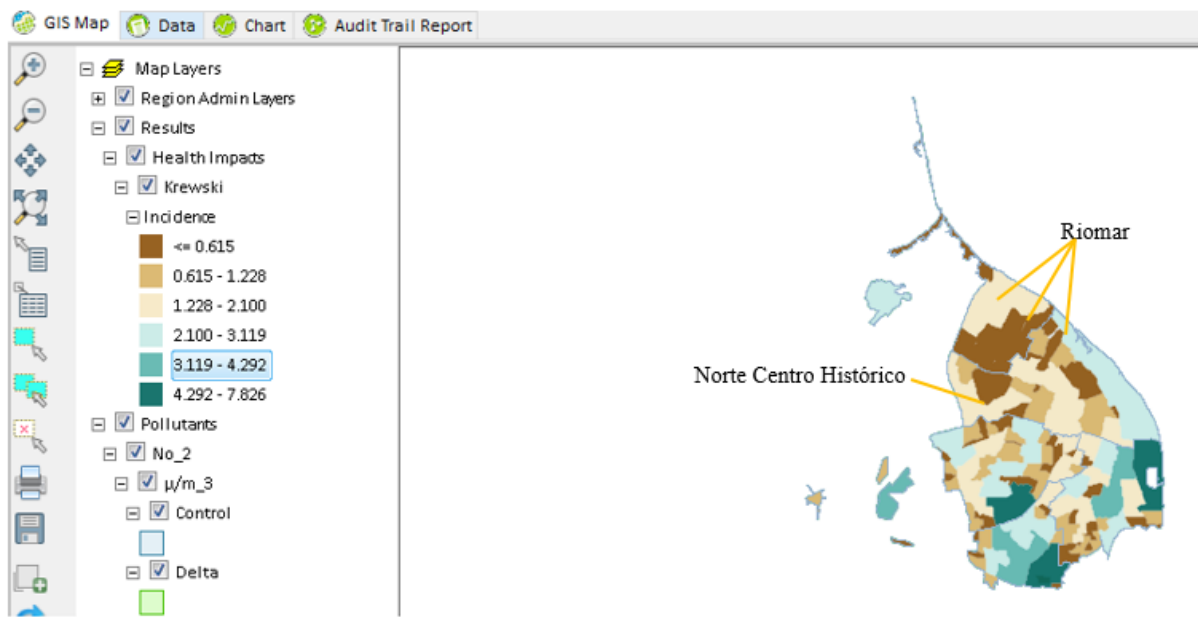 GIS Map Data Chart Audit Trail Report
Map Layers
Region Admin Layers
Results
Health Impacts
Krewski
Incidence
<= 0.615
0.615 - 1.228
1.228 - 2.100
2.100 - 3.119
3.119 - 4.292
4.292 - 7.826
Pollutants
No_2
µ/m_3
Control
Delta
Riomar
Norte Centro Histórico